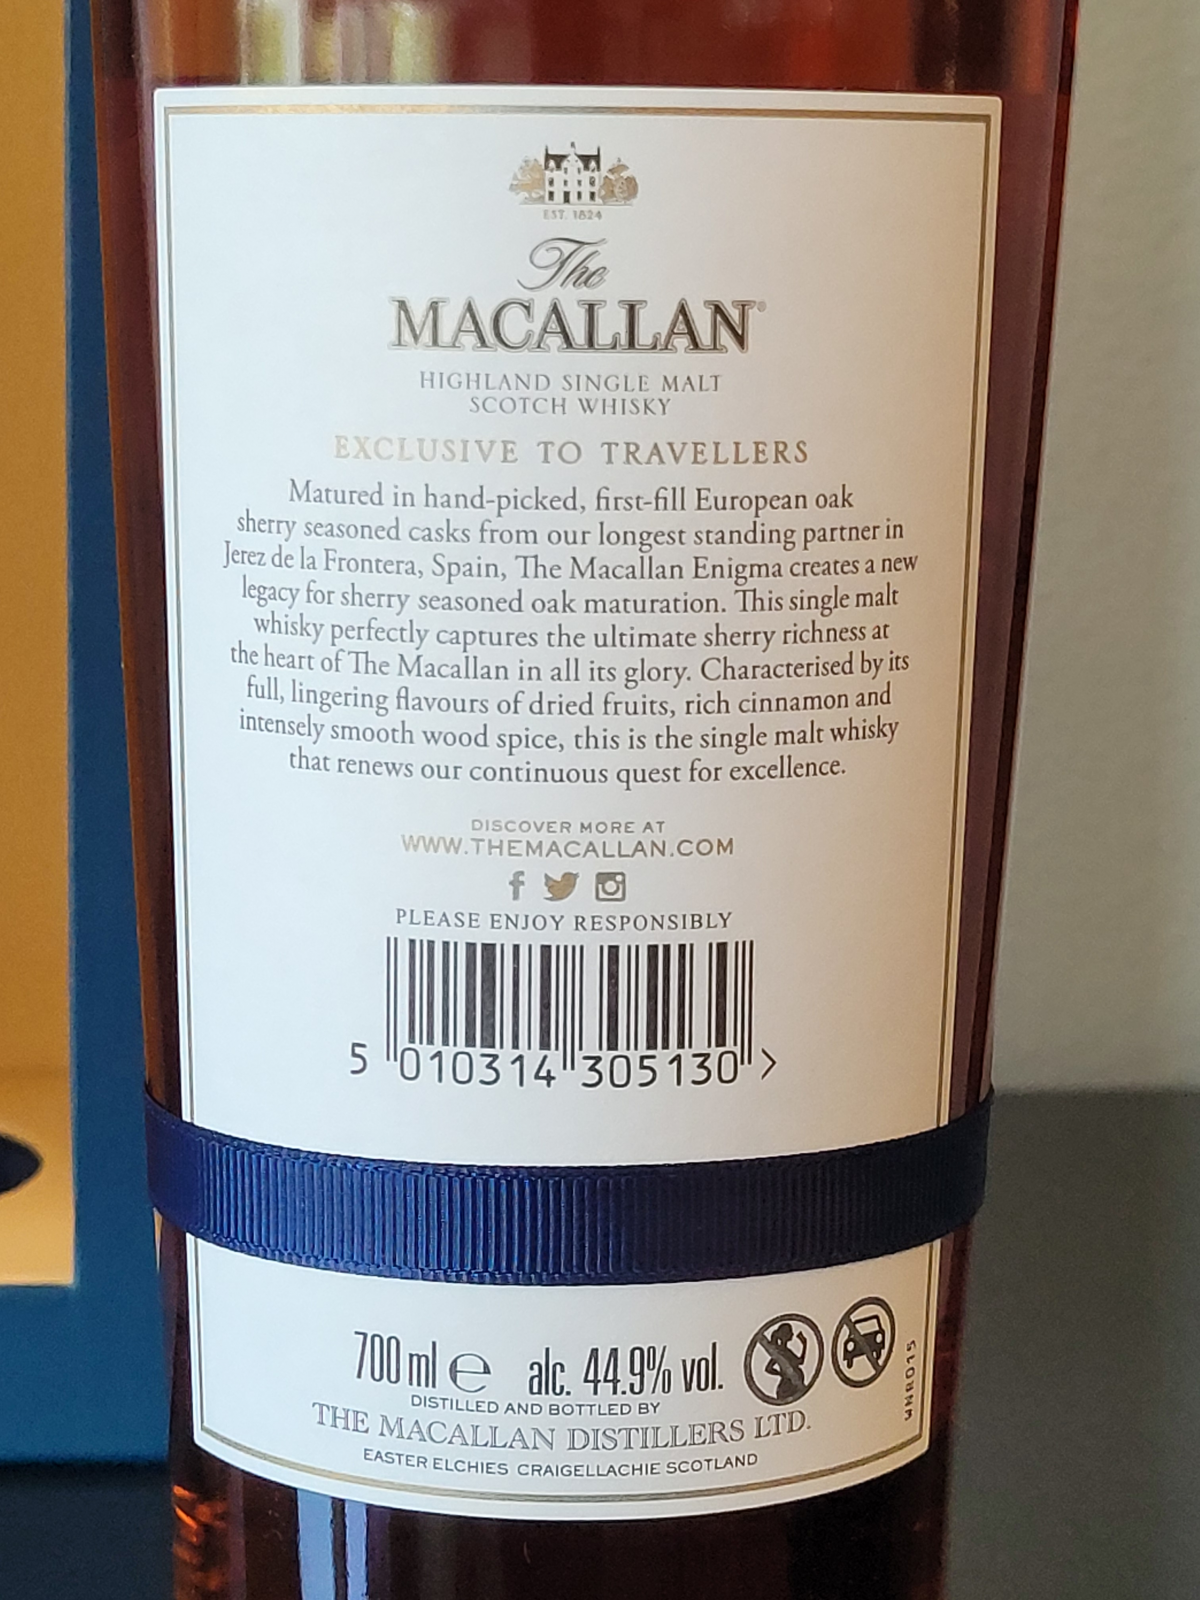 EST. 1824
The
MACALLAN®
HIGHLAND SINGLE MALT
SCOTCH WHISKY
EXCLUSIVE TO TRAVELLERS
Matured in hand-picked, first-fill European oak
sherry seasoned casks from our longest standing partner in
Jerez de la Frontera, Spain, The Macallan Enigma creates a new
legacy for sherry seasoned oak maturation. This single malt
whisky perfectly captures the ultimate sherry richness at
the heart of The Macallan in all its glory. Characterised by its
full, lingering flavours of dried fruits, rich cinnamon and
intensely smooth wood spice, this is the single malt whisky
that renews our continuous quest for excellence.
DISCOVER MORE AT
WWW.THEMACALLAN.COM
PLEASE ENJOY RESPONSIBLY
5 010314 305130 >
700 ml e alc. 44.9% vol.
WNR015
DISTILLED AND BOTTLED BY
THE MACALLAN DISTILLERS LTD.
EASTER ELCHIES CRAIGELLACHIE SCOTLAND